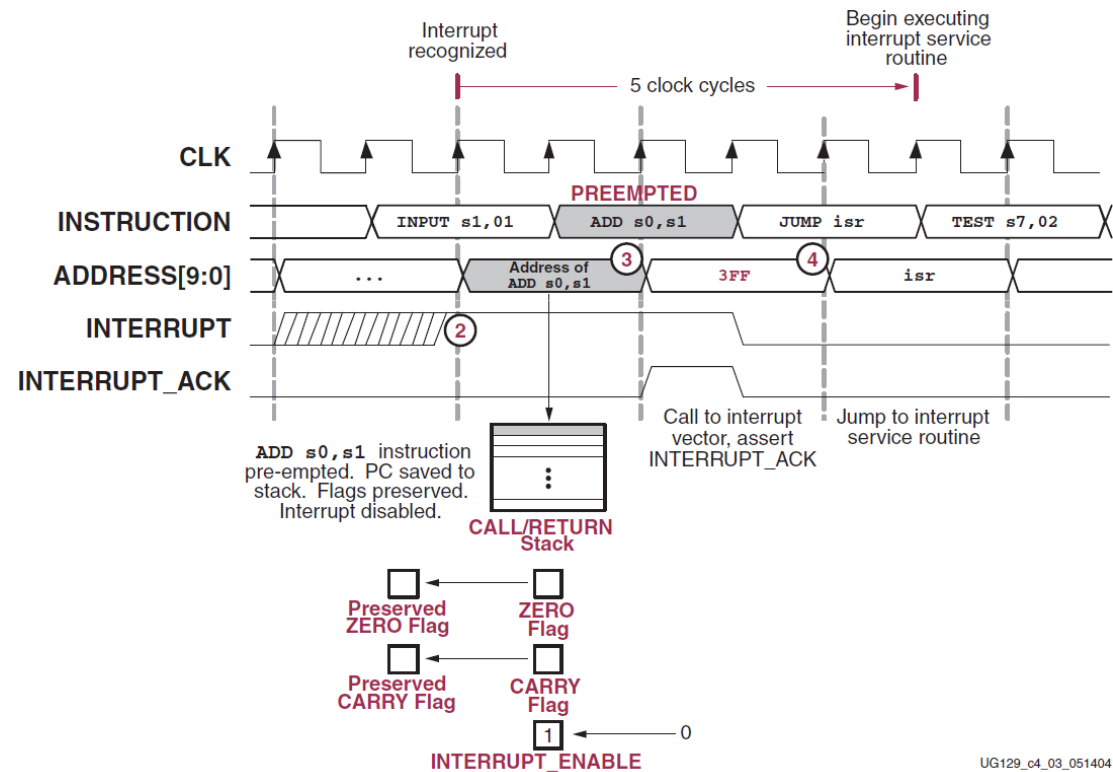 Interrupt
recognized
Begin executing
interrupt service
routine
5 clock cycles
CLK
PREEMPTED
INSTRUCTION
INPUT s1,01
ADD s0,s1
JUMP isr
TEST s7,02
ADDRESS[9:0]
...
Address of
ADD s0,s1
3
3FF
4
isr
INTERRUPT
2
INTERRUPT_ACK
ADD s0,s1 instruction
pre-empted. PC saved to
stack. Flags preserved.
Interrupt disabled.
Call to interrupt
vector, assert
INTERRUPT_ACK
Jump to interrupt
service routine
CALL/RETURN
Stack
Preserved
ZERO Flag
ZERO
Flag
Preserved
CARRY Flag
CARRY
Flag
1
0
INTERRUPT_ENABLE
UG129_c4_03_051404